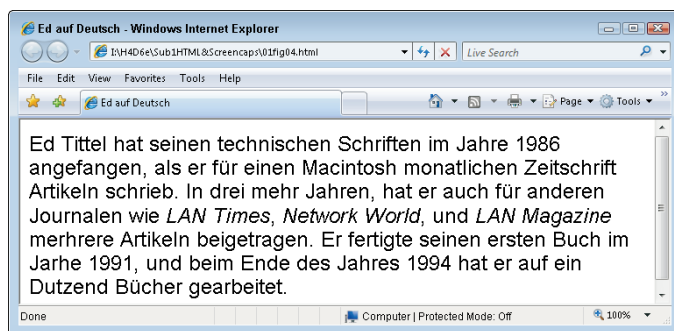 Ed auf Deutsch - Windows Internet Explorer
I:\H4D6e\Sub1HTML&Screencaps\01fig04.html
Live Search
File Edit View Favorites Tools Help
Ed auf Deutsch
Page Tools
Ed Tittel hat seinen technischen Schriften im Jahre 1986
angefangen, als er für einen Macintosh monatlichen Zeitschrift
Artikeln schrieb. In drei mehr Jahren, hat er auch für anderen
Journalen wie LAN Times, Network World, und LAN Magazine
merhrere Artikeln beigetragen. Er fertigte seinen ersten Buch im
Jarhe 1991, und beim Ende des Jahres 1994 hat er auf ein
Dutzend Bücher gearbeitet.
Done Computer | Protected Mode: Off 100%